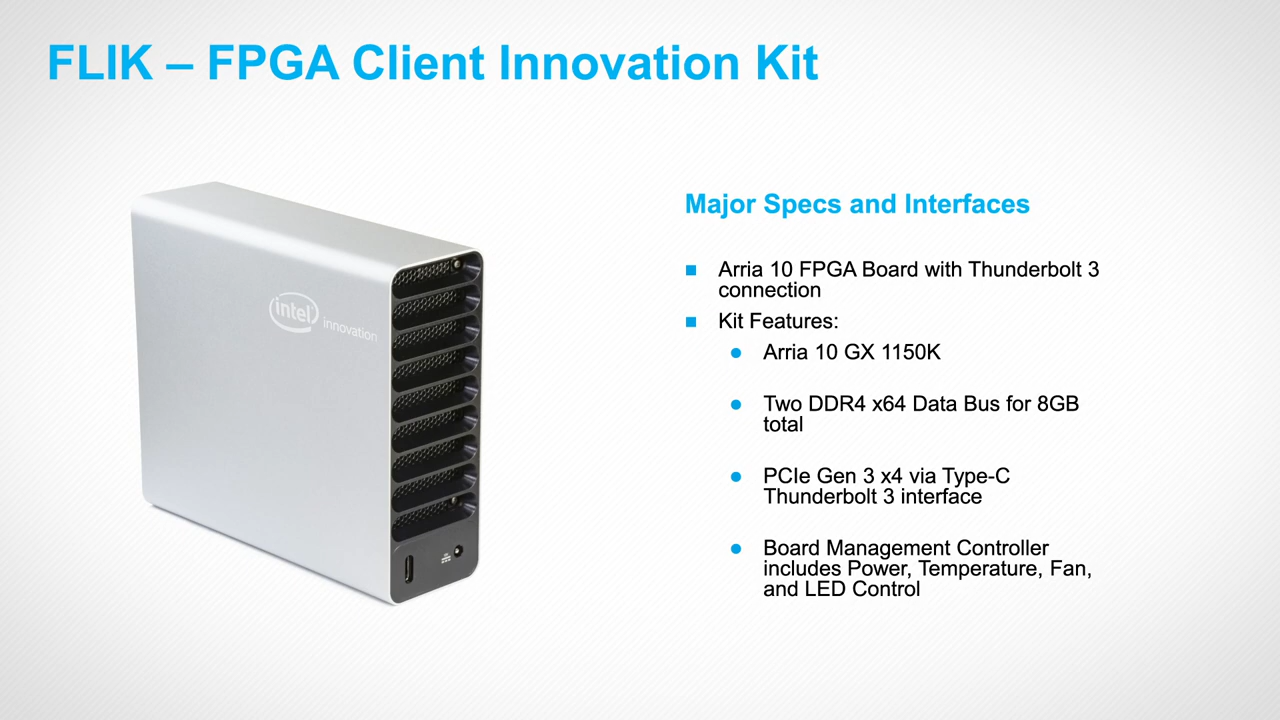 FLIK – FPGA Client Innovation Kit
intel
innovation
Major Specs and Interfaces
Arria 10 FPGA Board with Thunderbolt 3
connection
Kit Features:
Arria 10 GX 1150K
Two DDR4 x64 Data Bus for 8GB
total
PCIe Gen 3 x4 via Type-C
Thunderbolt 3 interface
Board Management Controller
includes Power, Temperature, Fan,
and LED Control